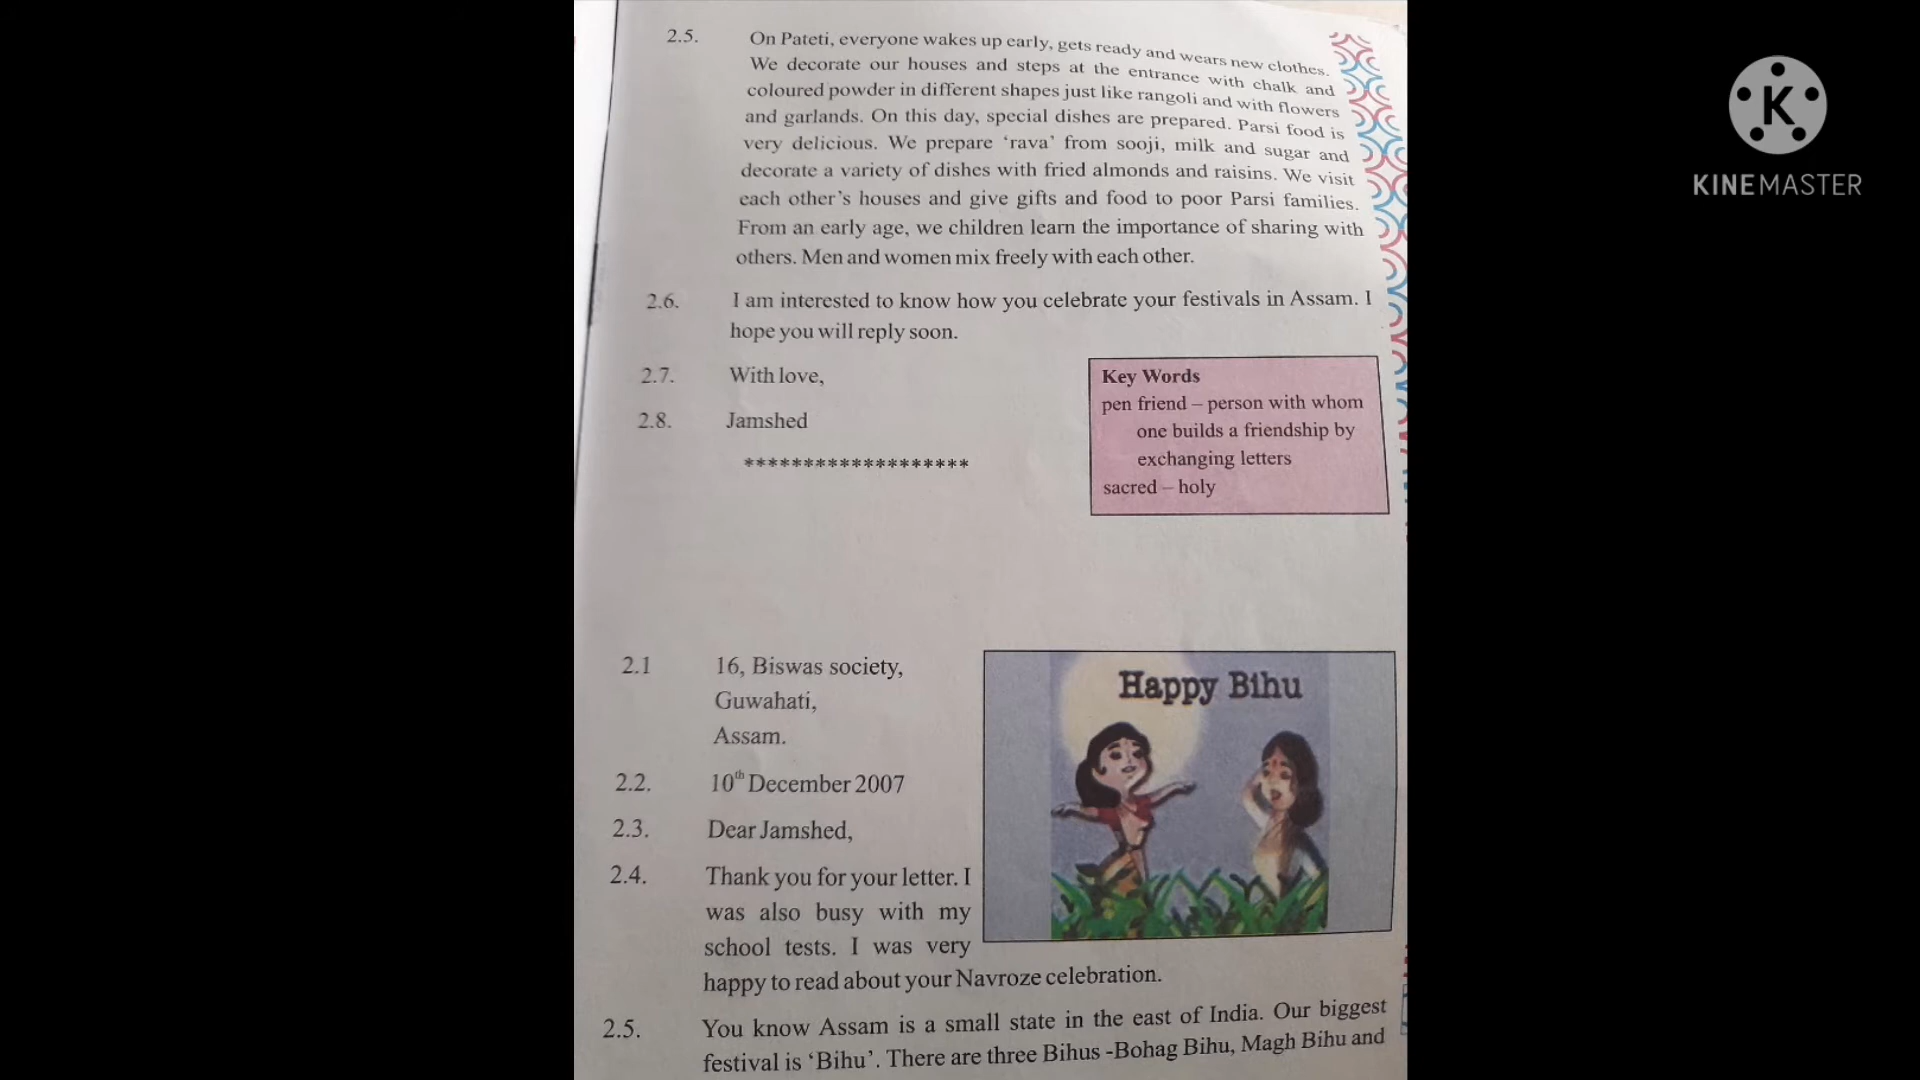 2.5. On Pateti, everyone wakes up early, gets ready and wears new clothes.
We decorate our houses and steps at the entrance with chalk and
coloured powder in different shapes just like rangoli and with flowers
and garlands. On this day, special dishes are prepared. Parsi food is
very delicious. We prepare ‘rava’ from sooji, milk and sugar and
decorate a variety of dishes with fried almonds and raisins. We visit
each other’s houses and give gifts and food to poor Parsi families.
From an early age, we children learn the importance of sharing with
others. Men and women mix freely with each other.
2.6. I am interested to know how you celebrate your festivals in Assam. I
hope you will reply soon.
2.7. With love,
2.8. Jamshed
*******************
Key Words
pen friend – person with whom
one builds a friendship by
exchanging letters
sacred – holy
2.1 16, Biswas society,
Guwahati,
Assam.
2.2. 10th December 2007
2.3. Dear Jamshed,
2.4. Thank you for your letter. I
was also busy with my
school tests. I was very
happy to read about your Navroze celebration.
Happy Bihu
2.5. You know Assam is a small state in the east of India. Our biggest
festival is ‘Bihu’. There are three Bihus -Bohag Bihu, Magh Bihu and
K
KINEMASTER